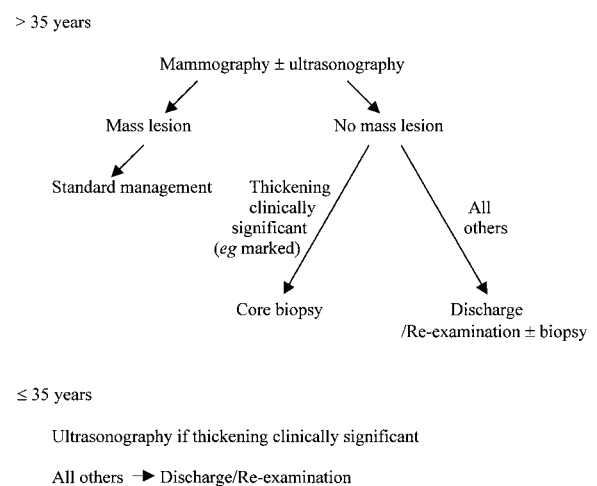 > 35 years
Mammography ± ultrasonography
Mass lesion
No mass lesion
Standard management
Thickening
clinically
significant
(eg marked)
All
others
Core biopsy
Discharge
/Re-examination ± biopsy
≤ 35 years
Ultrasonography if thickening clinically significant
All others → Discharge/Re-examination